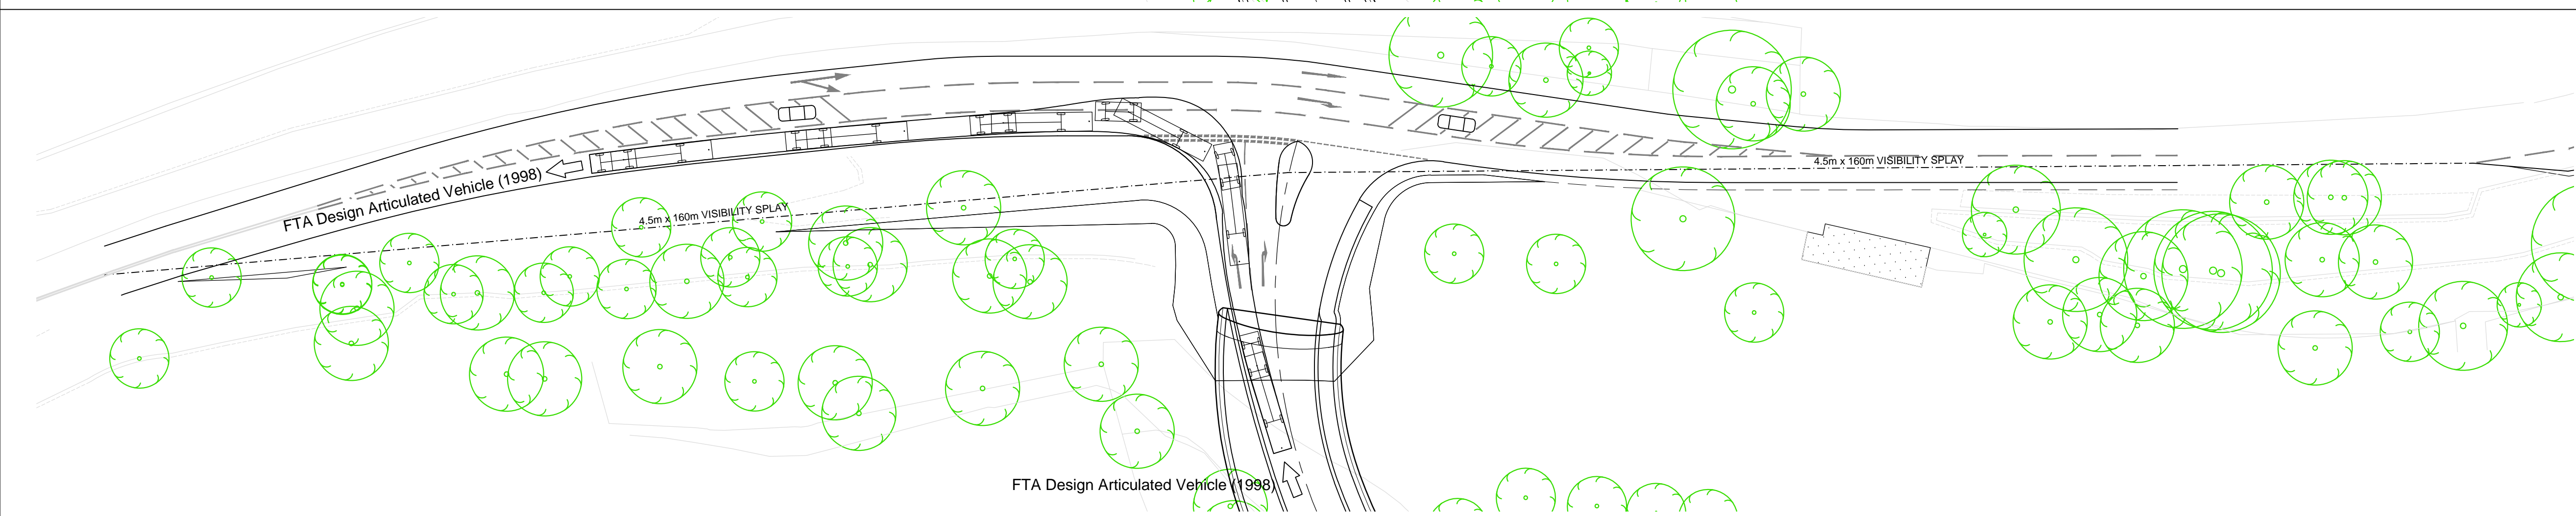 4.5m x 160m VISIBILITY SPLAY
FTA Design Articulated Vehicle (1998)
4.5m x 160m VISIBILITY SPLAY
FTA Design Articulated Vehicle (1998)